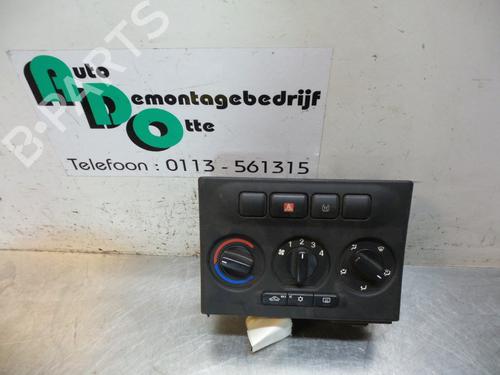 B-PARTS
Auto
Demontagebedrijf
Otte
Telefoon : 0113 - 561315
1 2 3 4